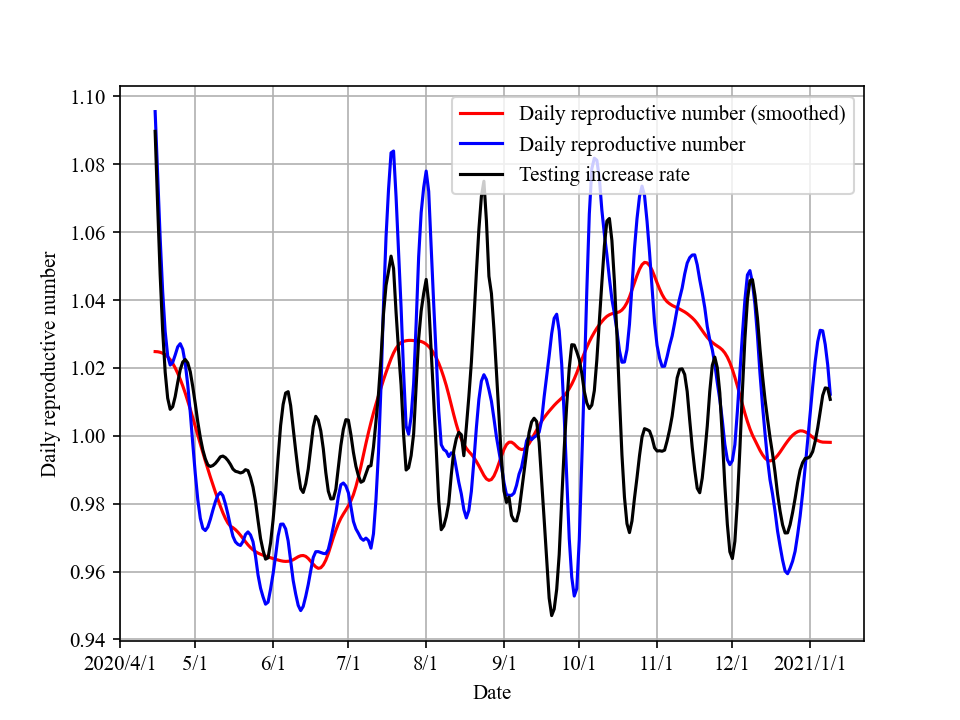 1.10
1.08
1.06
1.04
1.02
1.00
0.98
0.96
0.94
Daily reproductive number
Daily reproductive number (smoothed)
Daily reproductive number
Testing increase rate
2020/4/1 5/1 6/1 7/1 8/1 9/1 10/1 11/1 12/1 2021/1/1
Date